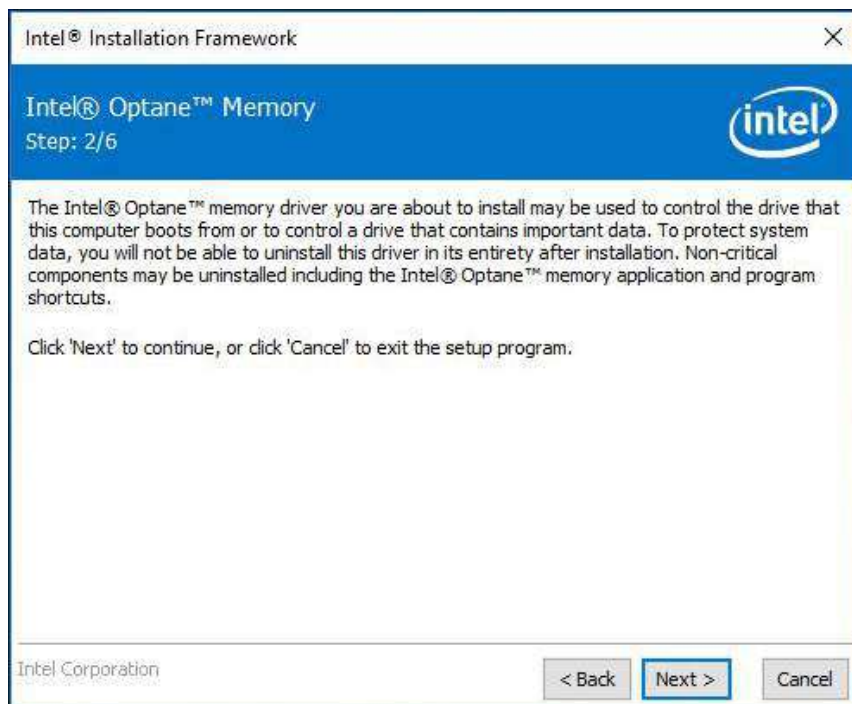 Intel® Installation Framework
Intel® Optane™ Memory
Step: 2/6
intel
The Intel® Optane™ memory driver you are about to install may be used to control the drive that
this computer boots from or to control a drive that contains important data. To protect system
data, you will not be able to uninstall this driver in its entirety after installation. Non-critical
components may be uninstalled including the Intel® Optane™ memory application and program
shortcuts.
Click 'Next' to continue, or click 'Cancel' to exit the setup program.
Intel Corporation
< Back Next > Cancel